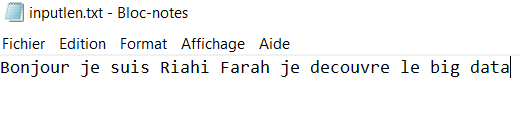 inputlen.txt - Bloc-notes
Fichier Edition Format Affichage Aide
Bonjour je suis Riahi Farah je decouvre le big data